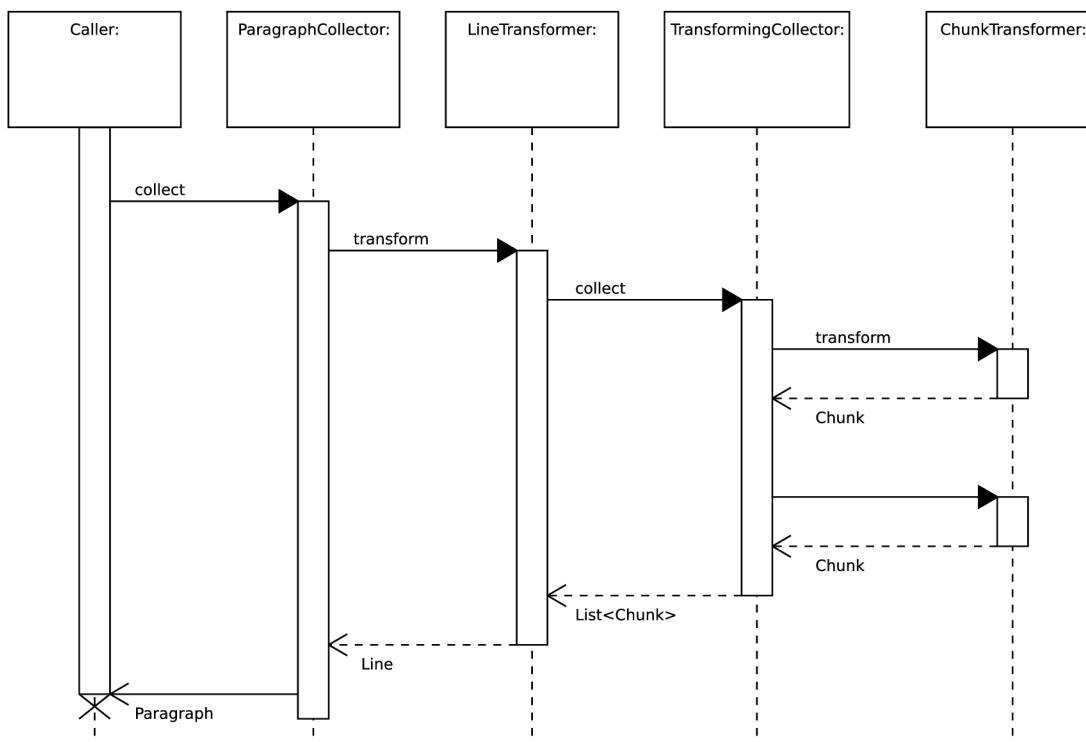 Caller:
ParagraphCollector:
LineTransformer:
TransformingCollector:
ChunkTransformer:
collect
transform
collect
transform
Chunk
Chunk
List<Chunk>
Line
Paragraph